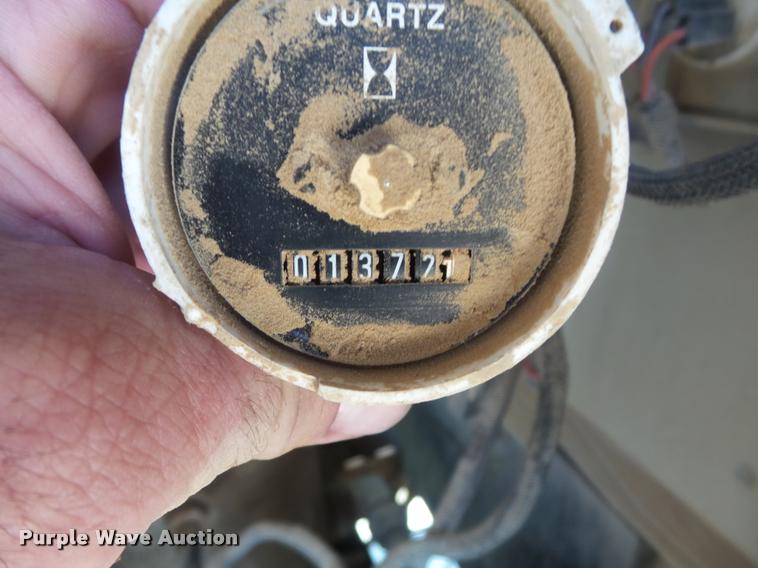 QUARTZ
013721
Purple Wave Auction